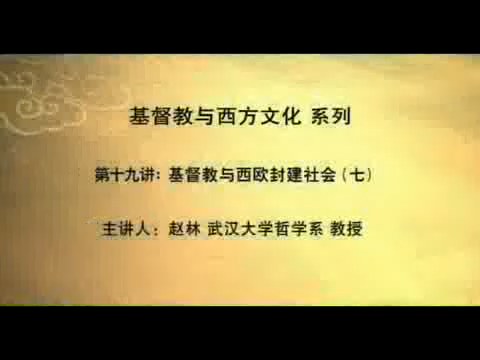 基督教与西方文化 系列
第十九讲：基督教与西欧封建社会（七）
主讲人：赵林 武汉大学哲学系 教授